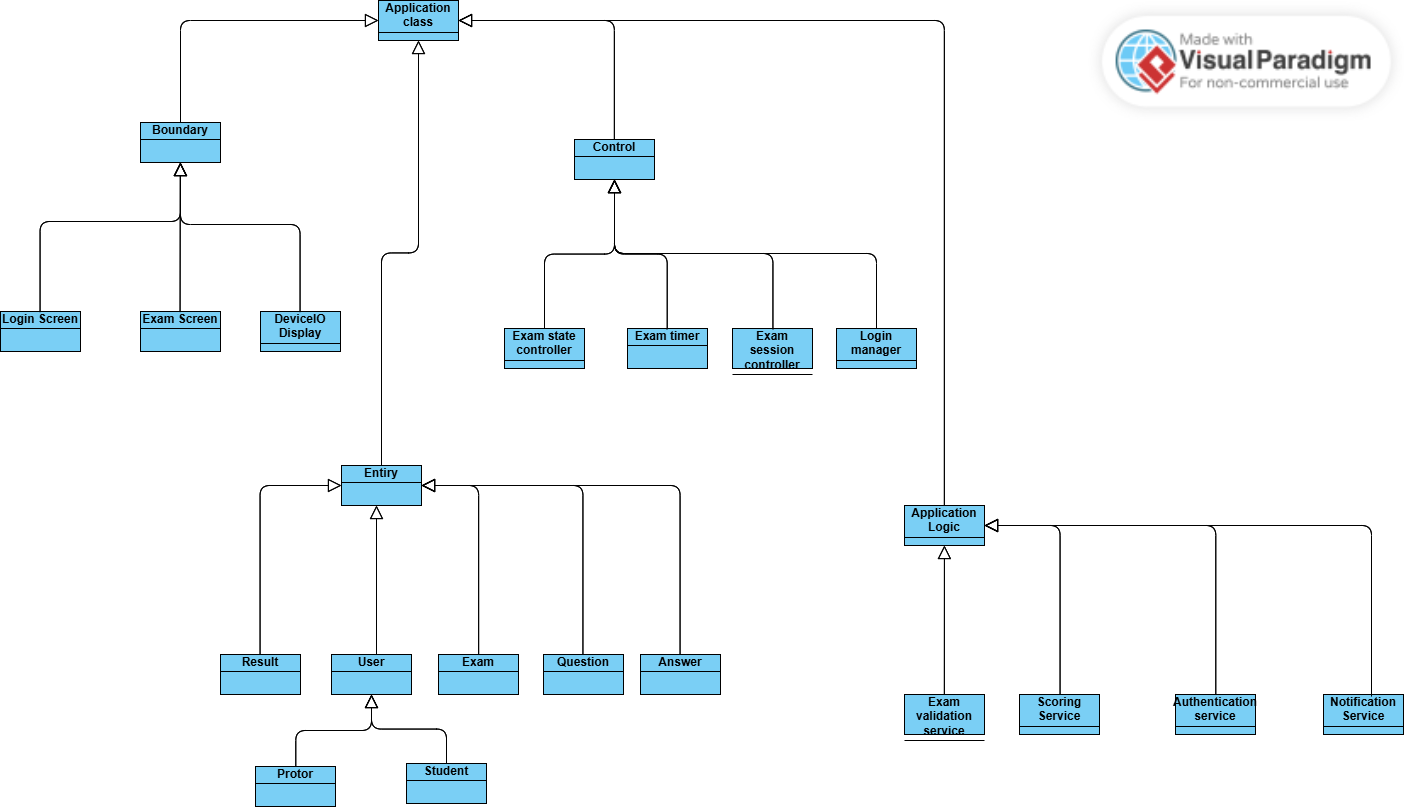 Application
class
Made with
Visual Paradigm
For non-commercial use
Boundary
Control
Login Screen
Exam Screen
DeviceIO
Display
Exam state
controller
Exam timer
Exam
session
controller
Login
manager
Entiry
Application
Logic
Result
User
Exam
Question
Answer
Exam
validation
service
Scoring
Service
Authentication
service
Notification
Service
Protor
Student